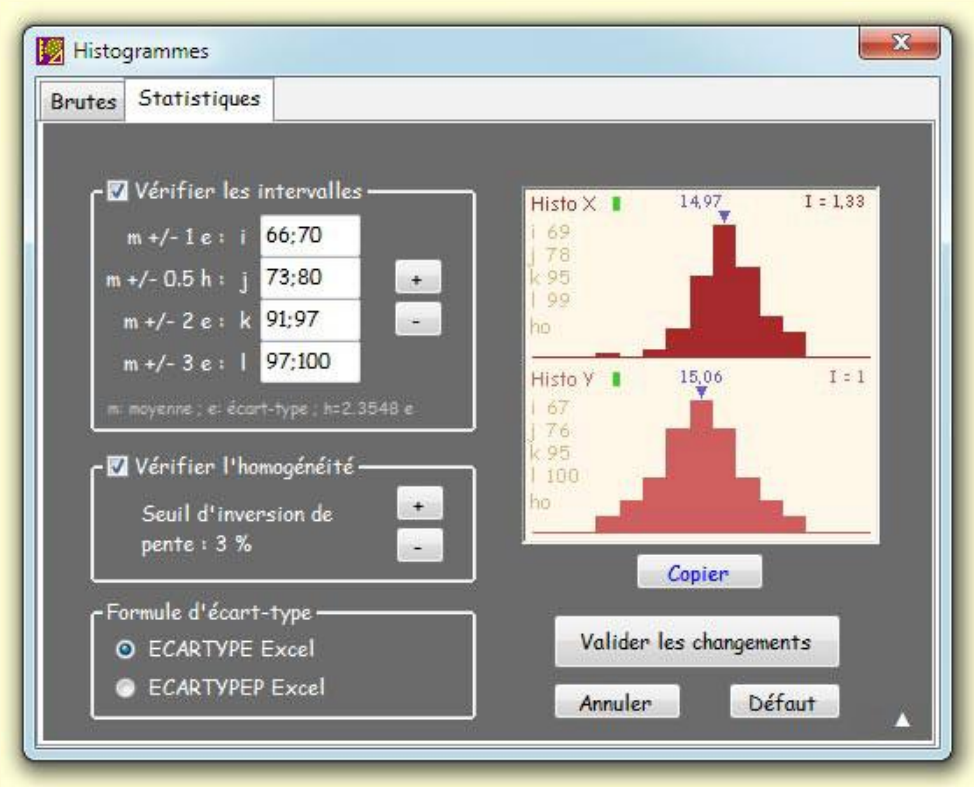 Histogrammes
X
Brutes
Statistiques
Vérifier les intervalles
m +/- 1 e : i 66;70
m +/- 0.5 h : j 73;80
+
m +/- 2 e : k 91;97
-
m +/- 3 e : l 97;100
m: moyenne ; e: écart-type ; h=2.3548 e
Vérifier l'homogénéité
Seuil d'inversion de
pente : 3 %
+
-
Formule d'écart-type
ECARTYPE Excel
ECARTYPEP Excel
Histo X 14,97 I = 1,33
i 69
j 78
k 95
l 99
ho
Histo Y 15,06 I = 1
i 67
j 76
k 95
l 100
ho
Copier
Valider les changements
Annuler
Défaut